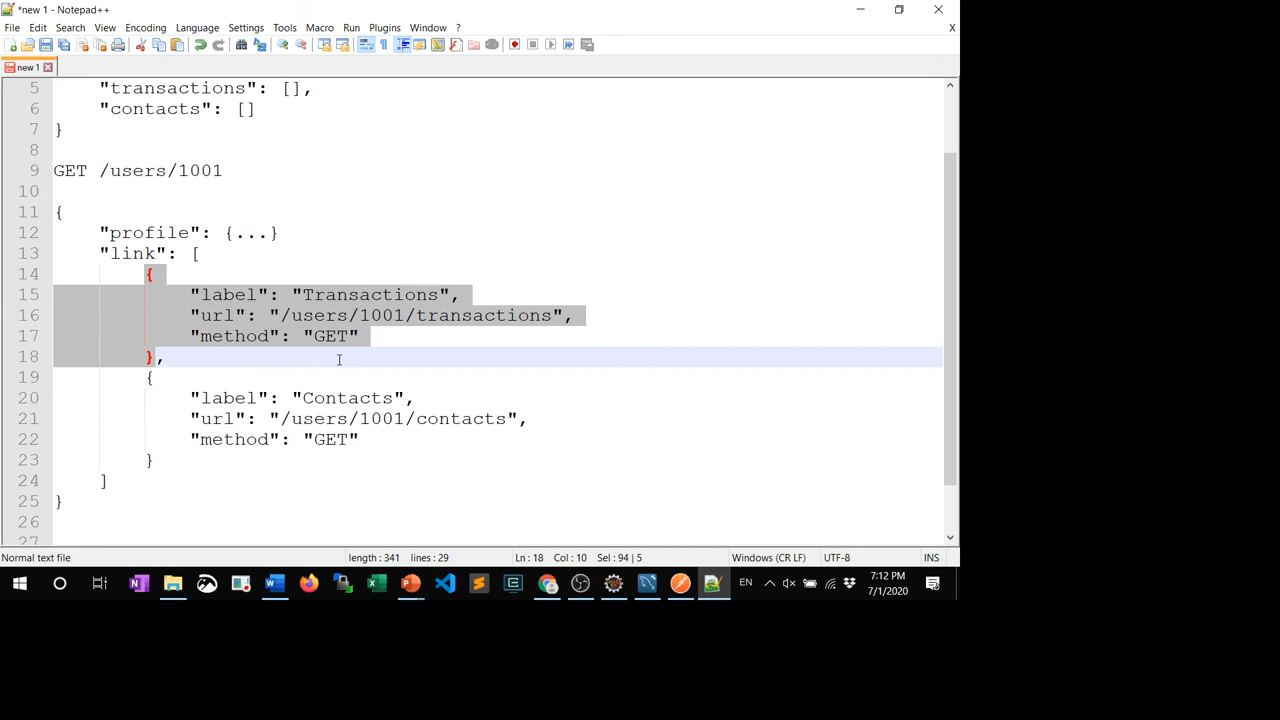 *new 1 - Notepad++
File Edit Search View Encoding Language Settings Tools Macro Run Plugins Window ? X
new 1
5 "transactions": [],
6 "contacts": []
7 }
8
9 GET /users/1001
10
11 {
12 "profile": {...}
13 "link": [
14 {
15 "label": "Transactions",
16 "url": "/users/1001/transactions",
17 "method": "GET"
18 },
19 {
20 "label": "Contacts",
21 "url": "/users/1001/contacts",
22 "method": "GET"
23 }
24 ]
25 }
26
27
Normal text file length : 341 lines : 29 Ln : 18 Col : 10 Sel : 94 | 5 Windows (CR LF) UTF-8 INS
EN 7:12 PM
7/1/2020